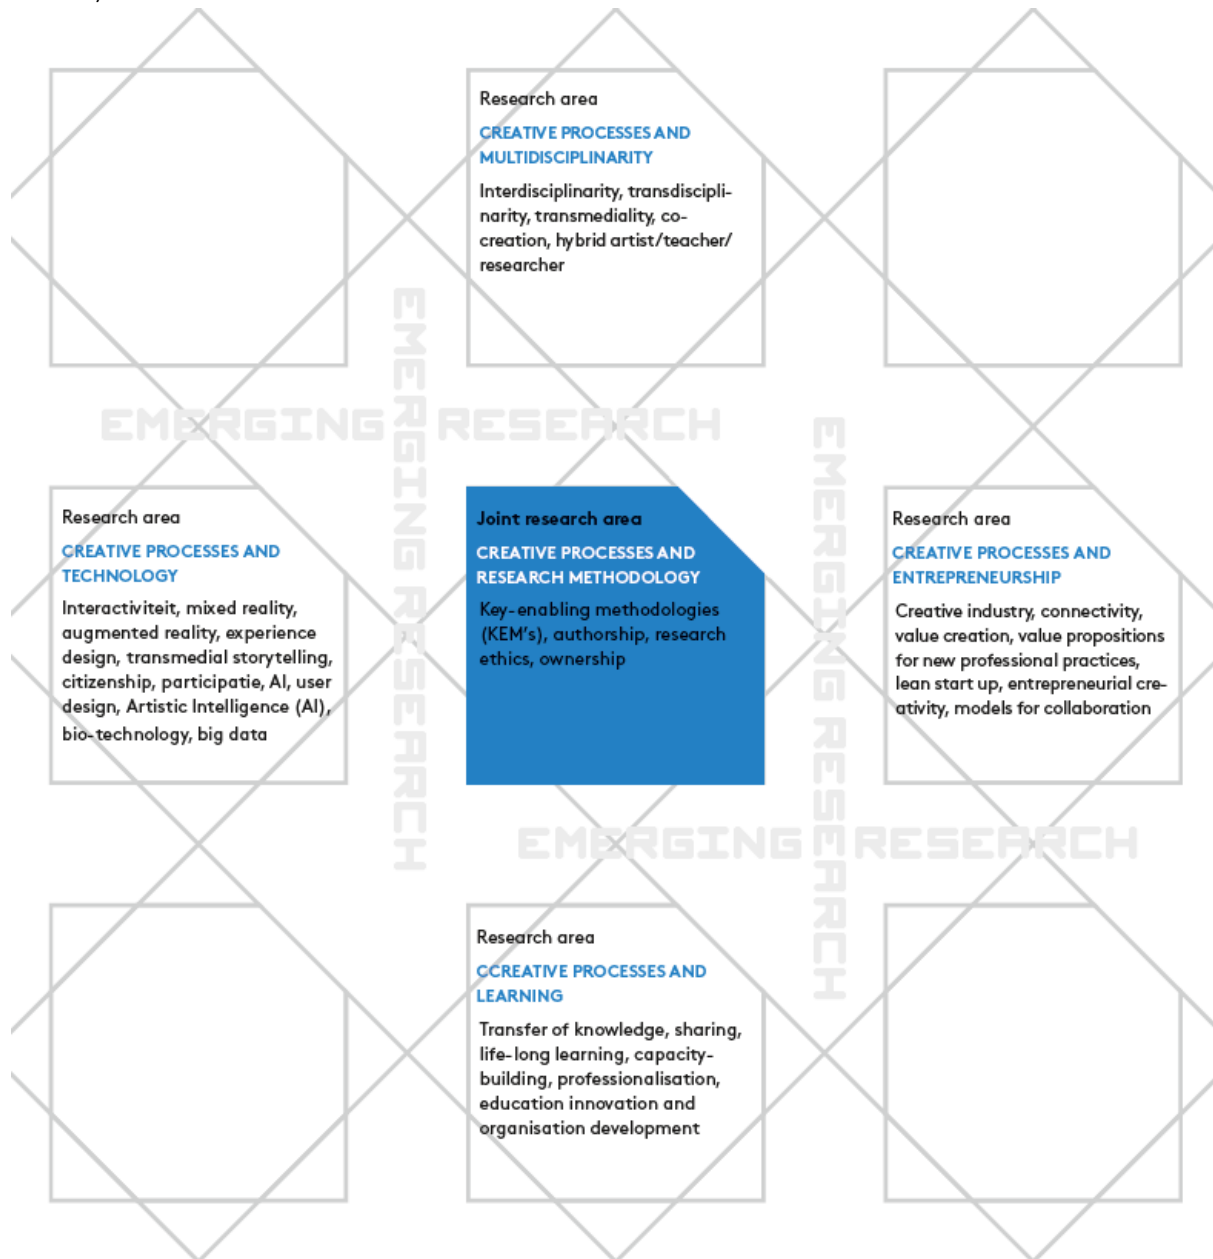 Research area
CREATIVE PROCESSES AND
MULTIDISCIPLINARITY
Interdisciplinarity, transdiscipli-
narity, transmediality, co-
creation, hybrid artist/teacher/
researcher
EMERGING RESEARCH
EMERGING RESEARCH
EMERGING RESEARCH
Research area
CREATIVE PROCESSES AND
TECHNOLOGY
Interactiviteit, mixed reality,
augmented reality, experience
design, transmedial storytelling,
citizenship, participatie, AI, user
design, Artistic Intelligence (AI),
bio-technology, big data
Joint research area
CREATIVE PROCESSES AND
RESEARCH METHODOLOGY
Key-enabling methodologies
(KEM's), authorship, research
ethics, ownership
Research area
CREATIVE PROCESSES AND
ENTREPRENEURSHIP
Creative industry, connectivity,
value creation, value propositions
for new professional practices,
lean start up, entrepreneurial cre-
ativity, models for collaboration
EMERGING RESEARCH
Research area
CCREATIVE PROCESSES AND
LEARNING
Transfer of knowledge, sharing,
life-long learning, capacity-
building, professionalisation,
education innovation and
organisation development